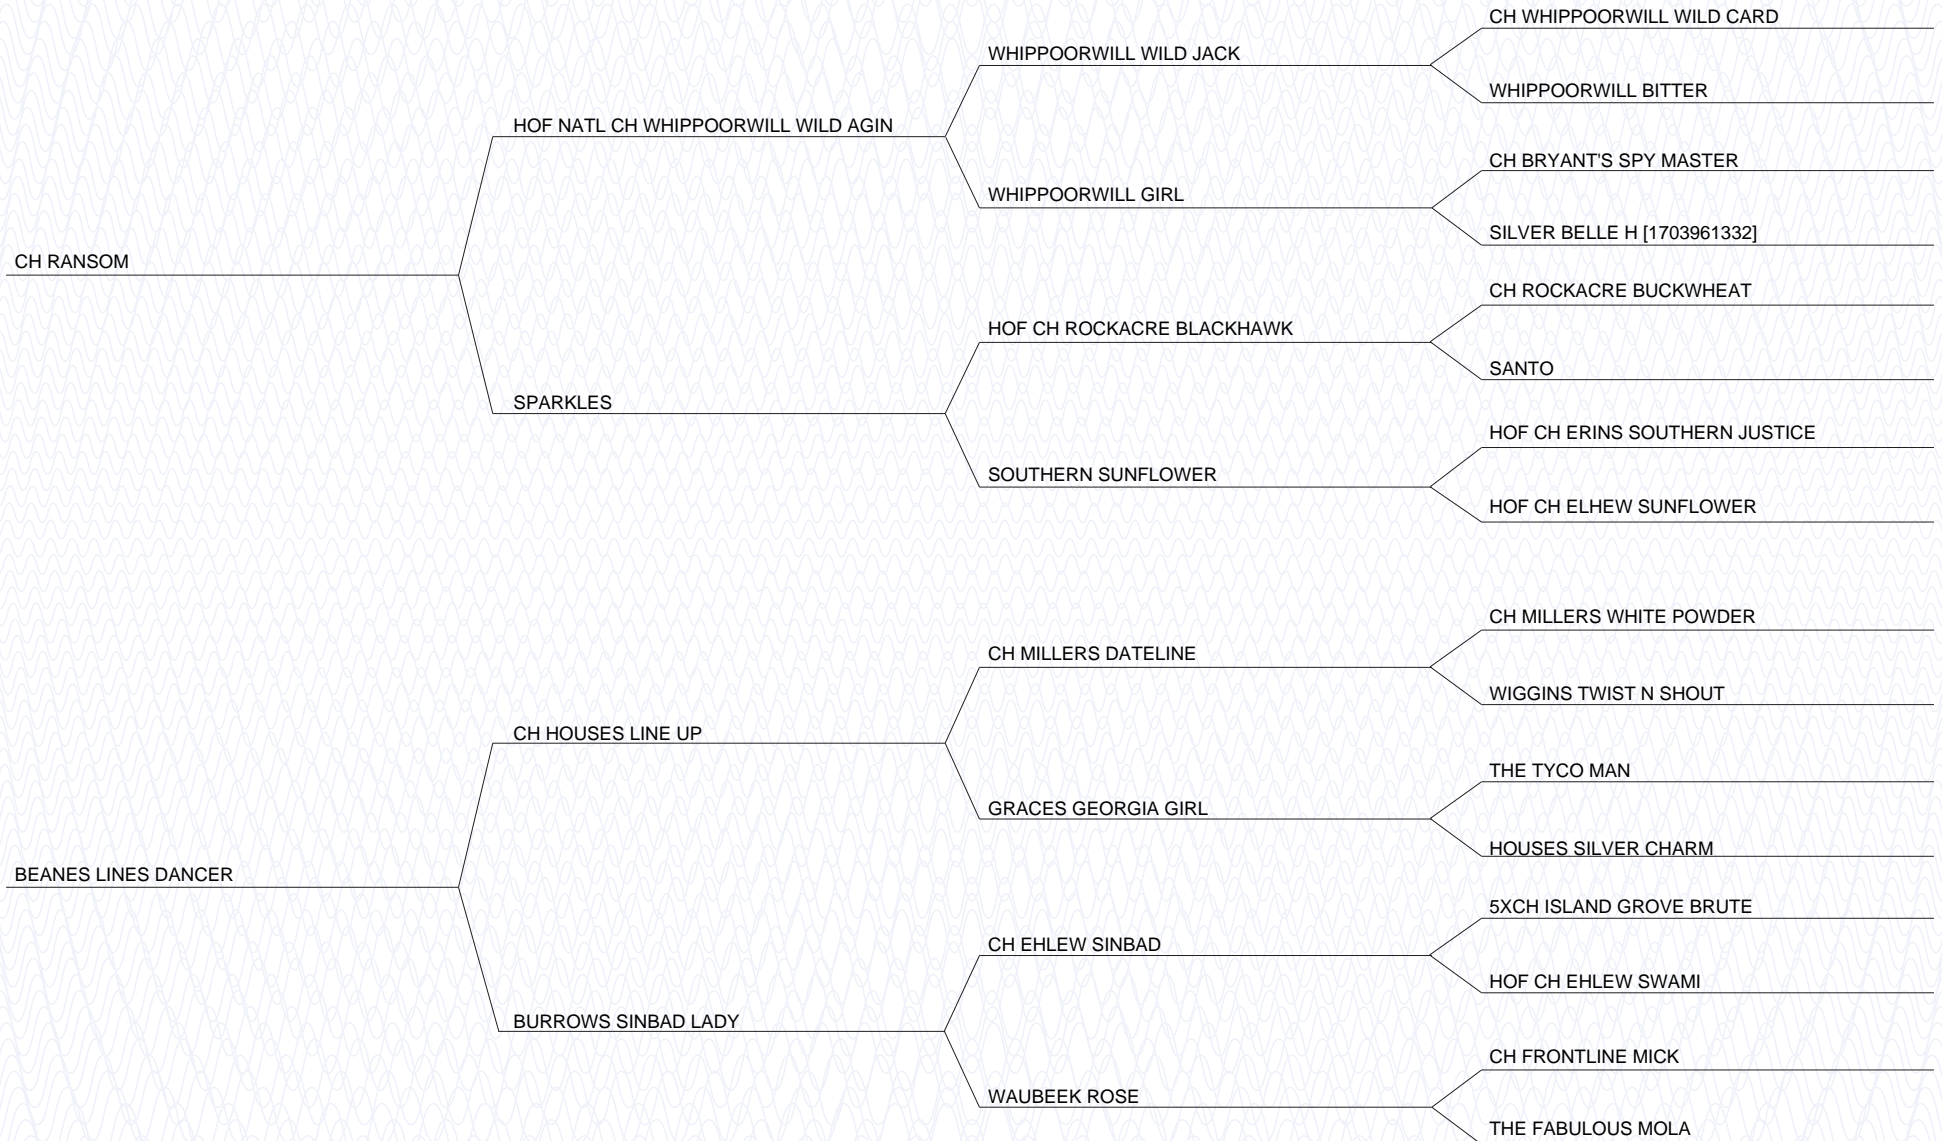 CH WHIPPOORWILL WILD CARD
WHIPPOORWILL WILD JACK
WHIPPOORWILL BITTER
HOF NATL CH WHIPPOORWILL WILD AGIN
CH BRYANT'S SPY MASTER
WHIPPOORWILL GIRL
SILVER BELLE H [1703961332]
CH RANSOM
CH ROCKACRE BUCKWHEAT
HOF CH ROCKACRE BLACKHAWK
SANTO
SPARKLES
HOF CH ERINS SOUTHERN JUSTICE
SOUTHERN SUNFLOWER
HOF CH ELHEW SUNFLOWER
CH MILLERS WHITE POWDER
CH MILLERS DATELINE
WIGGINS TWIST N SHOUT
CH HOUSES LINE UP
THE TYCO MAN
GRACES GEORGIA GIRL
HOUSES SILVER CHARM
BEANES LINES DANCER
5XCH ISLAND GROVE BRUTE
CH EHLEW SINBAD
HOF CH EHLEW SWAMI
BURROWS SINBAD LADY
CH FRONTLINE MICK
WAUBEEK ROSE
THE FABULOUS MOLA